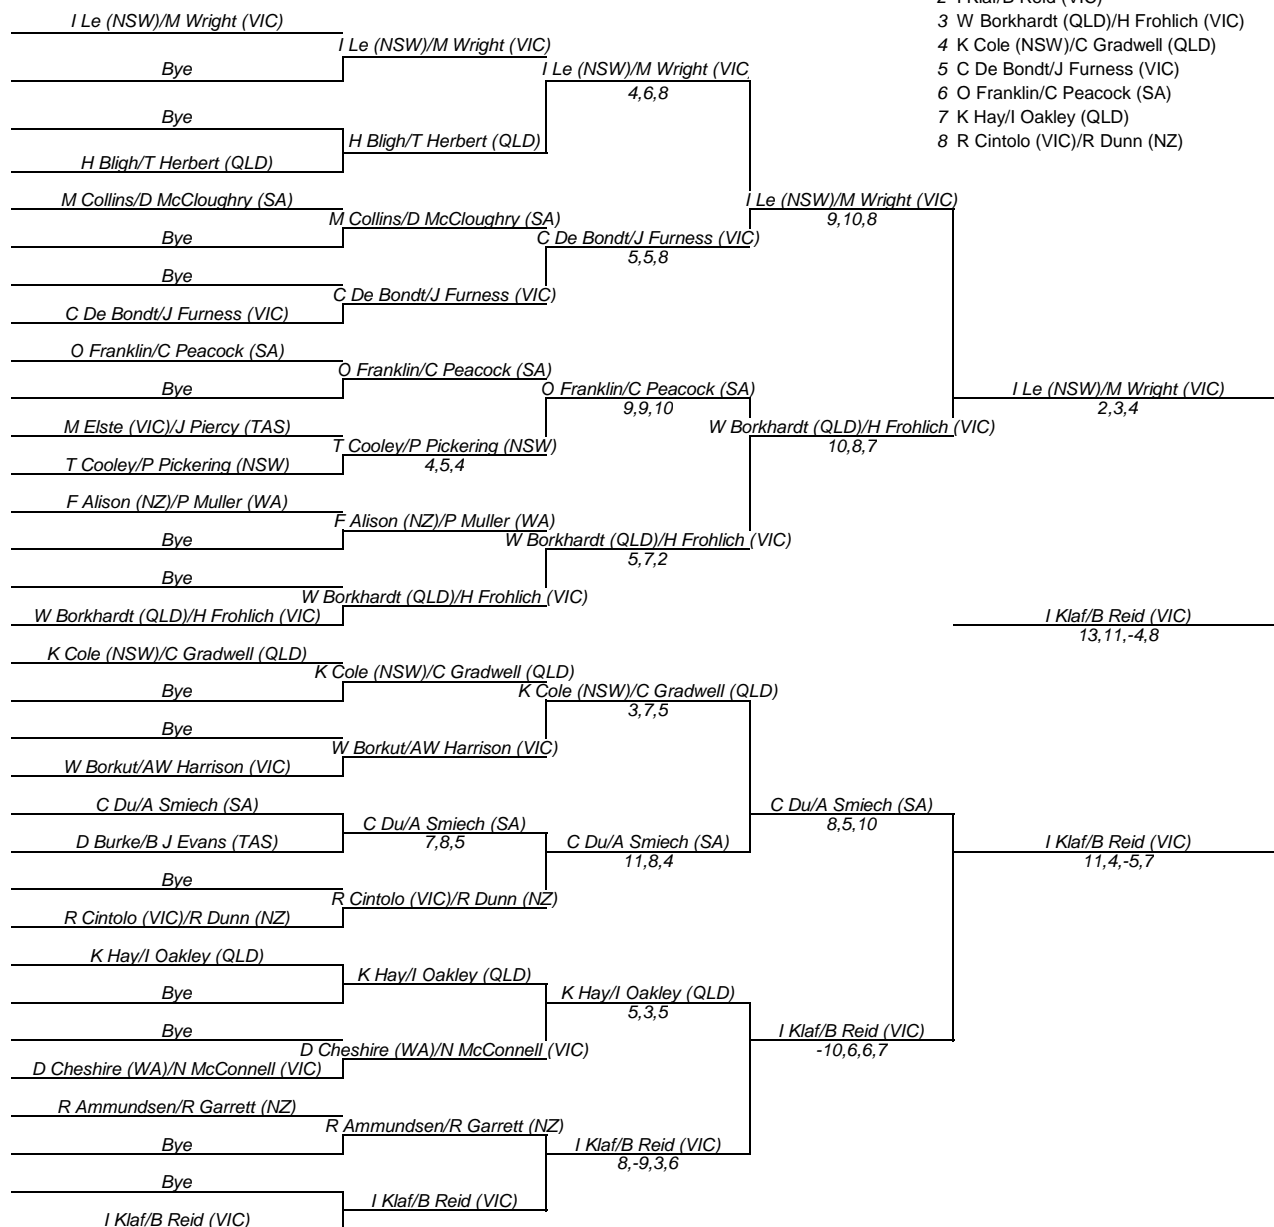 2 I Klaf/B Reid (VIC)
3 W Borkhardt (QLD)/H Frohlich (VIC)
4 K Cole (NSW)/C Gradwell (QLD)
5 C De Bondt/J Furness (VIC)
6 O Franklin/C Peacock (SA)
7 K Hay/I Oakley (QLD)
8 R Cintolo (VIC)/R Dunn (NZ)
I Le (NSW)/M Wright (VIC)
Bye
Bye
H Bligh/T Herbert (QLD)
M Collins/D McCloughry (SA)
Bye
Bye
C De Bondt/J Furness (VIC)
O Franklin/C Peacock (SA)
Bye
M Elste (VIC)/J Piercy (TAS)
T Cooley/P Pickering (NSW)
F Alison (NZ)/P Muller (WA)
Bye
Bye
W Borkhardt (QLD)/H Frohlich (VIC)
K Cole (NSW)/C Gradwell (QLD)
Bye
Bye
W Borkut/AW Harrison (VIC)
C Du/A Smiech (SA)
D Burke/B J Evans (TAS)
Bye
R Cintolo (VIC)/R Dunn (NZ)
K Hay/I Oakley (QLD)
Bye
Bye
D Cheshire (WA)/N McConnell (VIC)
R Ammundsen/R Garrett (NZ)
Bye
Bye
I Klaf/B Reid (VIC)
I Le (NSW)/M Wright (VIC)
H Bligh/T Herbert (QLD)
M Collins/D McCloughry (SA)
C De Bondt/J Furness (VIC)
O Franklin/C Peacock (SA)
T Cooley/P Pickering (NSW)
4,5,4
F Alison (NZ)/P Muller (WA)
W Borkhardt (QLD)/H Frohlich (VIC)
K Cole (NSW)/C Gradwell (QLD)
W Borkut/AW Harrison (VIC)
C Du/A Smiech (SA)
7,8,5
R Cintolo (VIC)/R Dunn (NZ)
K Hay/I Oakley (QLD)
D Cheshire (WA)/N McConnell (VIC)
R Ammundsen/R Garrett (NZ)
I Klaf/B Reid (VIC)
I Le (NSW)/M Wright (VIC
4,6,8
C De Bondt/J Furness (VIC)
5,5,8
O Franklin/C Peacock (SA)
9,9,10
W Borkhardt (QLD)/H Frohlich (VIC)
5,7,2
K Cole (NSW)/C Gradwell (QLD)
3,7,5
C Du/A Smiech (SA)
11,8,4
K Hay/I Oakley (QLD)
5,3,5
I Klaf/B Reid (VIC)
8,-9,3,6
I Le (NSW)/M Wright (VIC)
9,10,8
W Borkhardt (QLD)/H Frohlich (VIC)
10,8,7
C Du/A Smiech (SA)
8,5,10
I Klaf/B Reid (VIC)
-10,6,6,7
I Le (NSW)/M Wright (VIC)
2,3,4
I Klaf/B Reid (VIC)
13,11,-4,8
I Klaf/B Reid (VIC)
11,4,-5,7